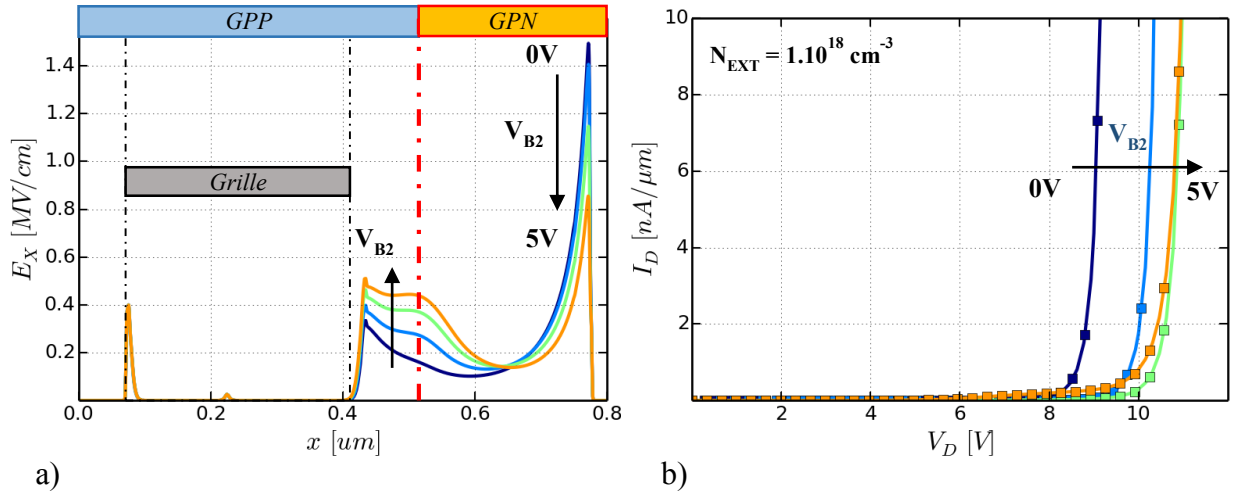 GPP
GPN
1.4
1.2
1.0
0.8
0.6
0.4
0.2
E_X [MV/cm]
Grille
0V
V_B2
5V
V_B2
0.0
0.2
0.4
0.6
0.8
x [um]
a)
10
8
6
4
2
I_D [nA/μm]
N_EXT = 1.10^18 cm^-3
V_B2
0V
5V
2
4
6
8
10
V_D [V]
b)